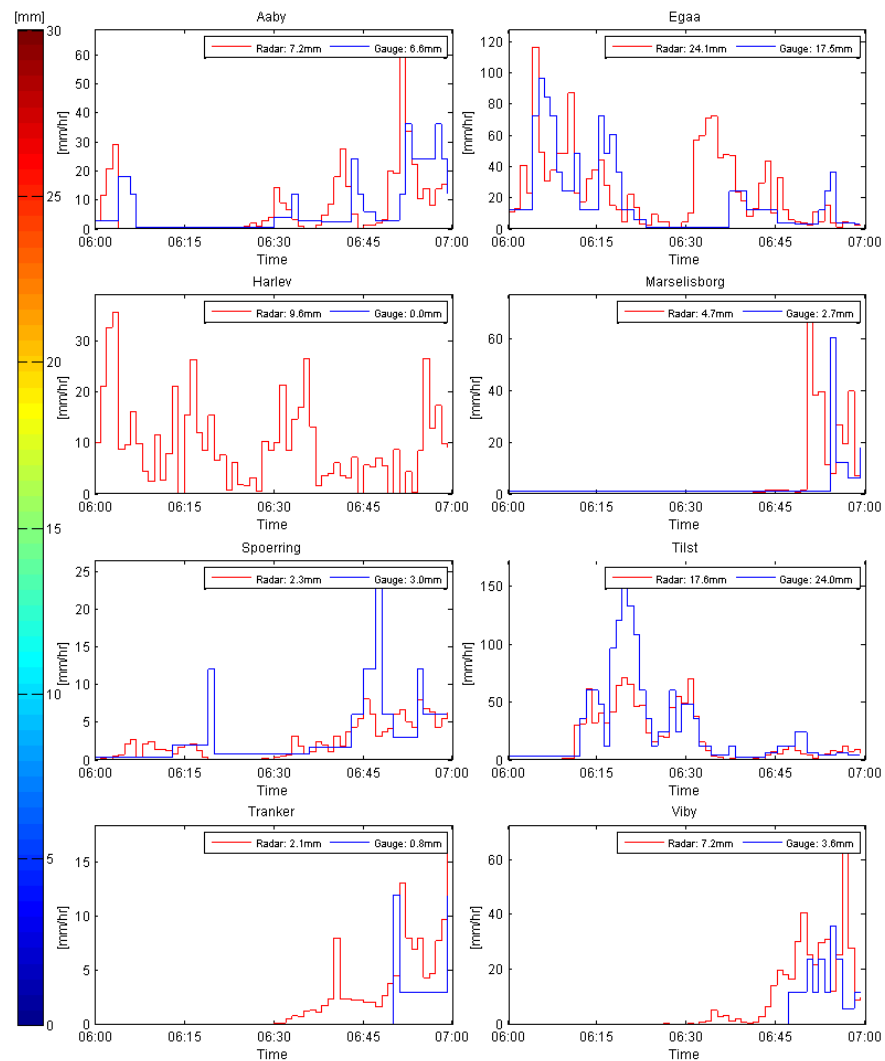 [mm]
30
25
20
15
10
5
0
Aaby
Radar: 7.2mm Gauge: 6.6mm
[mm/hr]
60
50
40
30
20
10
0
06:00 06:15 06:30 06:45 07:00
Time
Egaa
Radar: 24.1mm Gauge: 17.5mm
[mm/hr]
120
100
80
60
40
20
0
06:00 06:15 06:30 06:45 07:00
Time
Harlev
Radar: 9.6mm Gauge: 0.0mm
[mm/hr]
30
20
10
0
06:00 06:15 06:30 06:45 07:00
Time
Marselisborg
Radar: 4.7mm Gauge: 2.7mm
[mm/hr]
60
40
20
0
06:00 06:15 06:30 06:45 07:00
Time
Spoerring
Radar: 2.3mm Gauge: 3.0mm
[mm/hr]
25
20
15
10
5
0
06:00 06:15 06:30 06:45 07:00
Time
Tilst
Radar: 17.6mm Gauge: 24.0mm
[mm/hr]
150
100
50
0
06:00 06:15 06:30 06:45 07:00
Time
Tranker
Radar: 2.1mm Gauge: 0.8mm
[mm/hr]
15
10
5
0
06:00 06:15 06:30 06:45 07:00
Time
Viby
Radar: 7.2mm Gauge: 3.6mm
[mm/hr]
60
40
20
0
06:00 06:15 06:30 06:45 07:00
Time